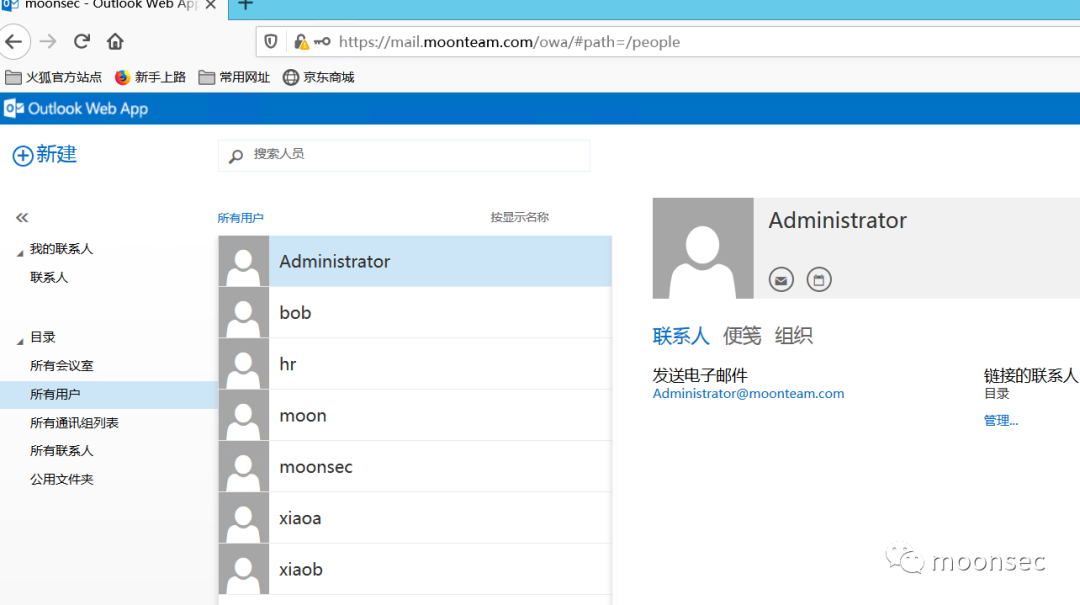 moonsec - Outlook Web App
https://mail.moonteam.com/owa/#path=/people
火狐官方站点 新手上路 常用网址 京东商城
Outlook Web App
新建
搜索人员
所有用户 按显示名称
我的联系人
联系人
目录
所有会议室
所有用户
所有通讯组列表
所有联系人
公用文件夹
Administrator
bob
hr
moon
moonsec
xiaoa
xiaob
Administrator
联系人 便笺 组织
发送电子邮件
Administrator@moonteam.com
链接的联系人
目录
管理...
moonsec